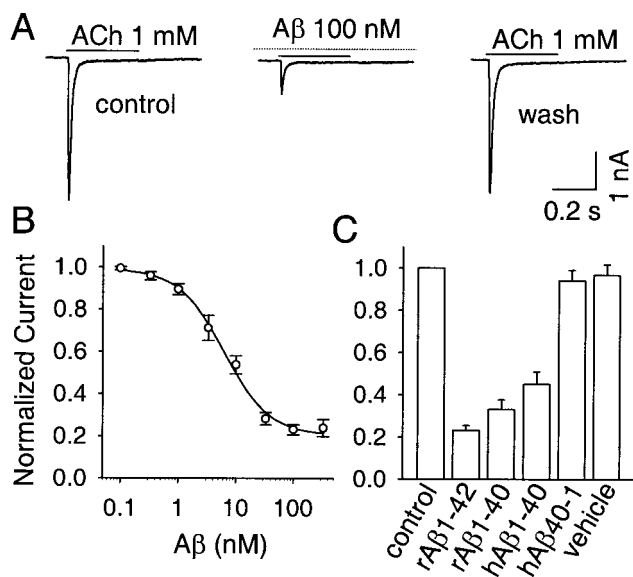 A
ACh 1 mM
Aβ 100 nM
ACh 1 mM
control
wash
1 nA
0.2 s
B
C
Normalized Current
1.0
0.8
0.6
0.4
0.2
0.0
0.1
1
10
100
Aβ (nM)
1.0
0.8
0.6
0.4
0.2
0.0
control
rAβ1-42
rAβ1-40
hAβ1-40
hAβ40-1
vehicle